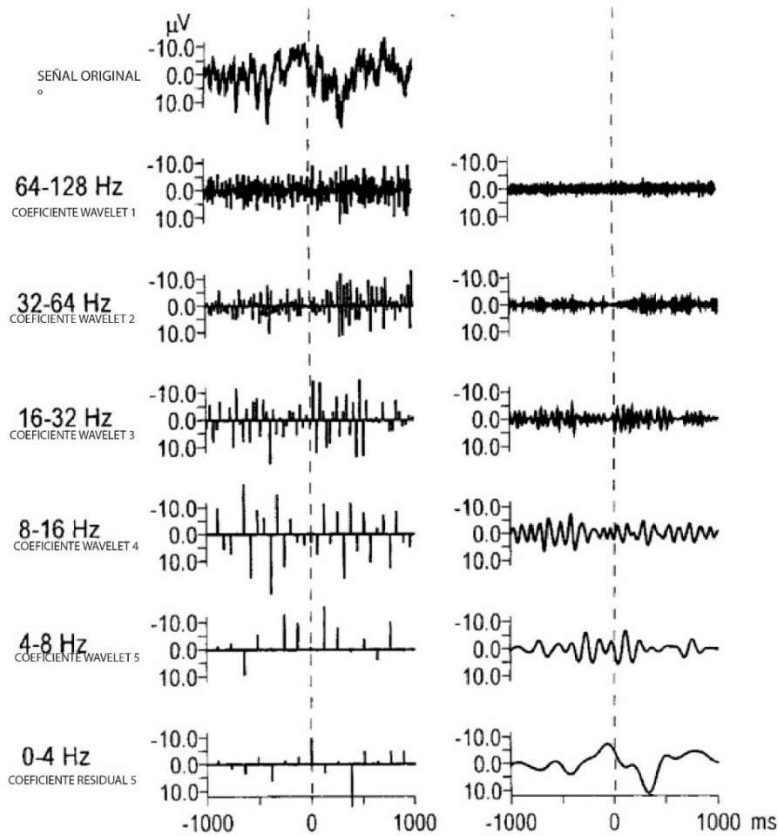 µV
SEÑAL ORIGINAL
-10.0
0.0
10.0
64-128 Hz
COEFICIENTE WAVELET 1
-10.0
0.0
10.0
-10.0
0.0
10.0
32-64 Hz
COEFICIENTE WAVELET 2
-10.0
0.0
10.0
-10.0
0.0
10.0
16-32 Hz
COEFICIENTE WAVELET 3
-10.0
0.0
10.0
-10.0
0.0
10.0
8-16 Hz
COEFICIENTE WAVELET 4
-10.0
0.0
10.0
-10.0
0.0
10.0
4-8 Hz
COEFICIENTE WAVELET 5
-10.0
0.0
10.0
-10.0
0.0
10.0
0-4 Hz
COEFICIENTE RESIDUAL 5
-10.0
0.0
10.0
-10.0
0.0
10.0
-1000 0 1000
-1000 0 1000 ms